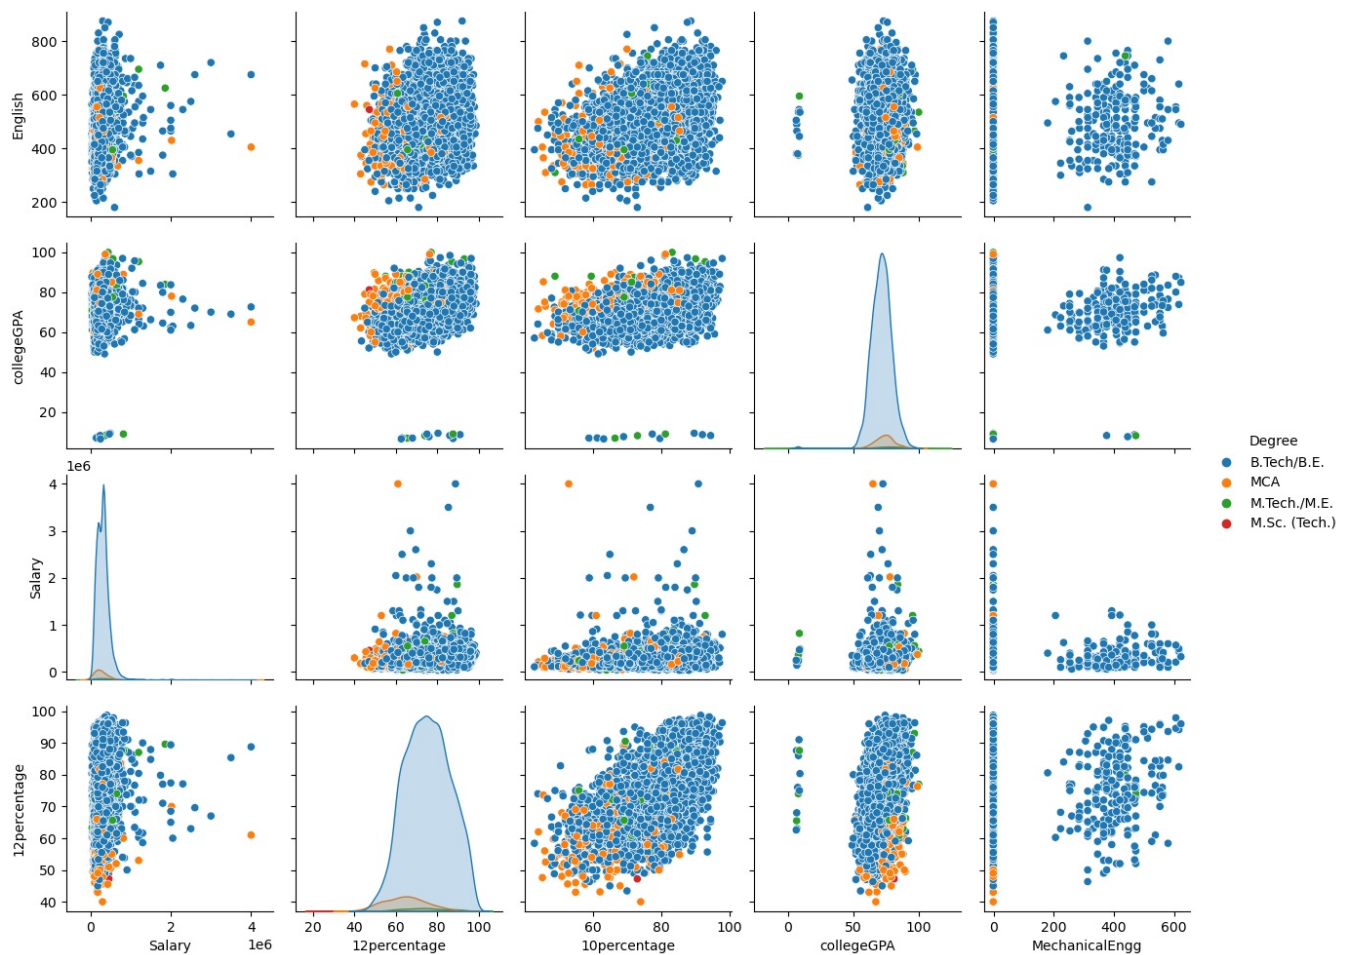 800
600
400
200
English
100
80
60
40
20
collegeGPA
1e6
4
3
2
1
0
Salary
Degree
B.Tech/B.E.
MCA
M.Tech./M.E.
M.Sc. (Tech.)
100
90
80
70
60
50
40
12percentage
0 2 4
Salary 1e6
20 40 60 80 100
12percentage
60 80 100
10percentage
0 50 100
collegeGPA
0 200 400 600
MechanicalEngg